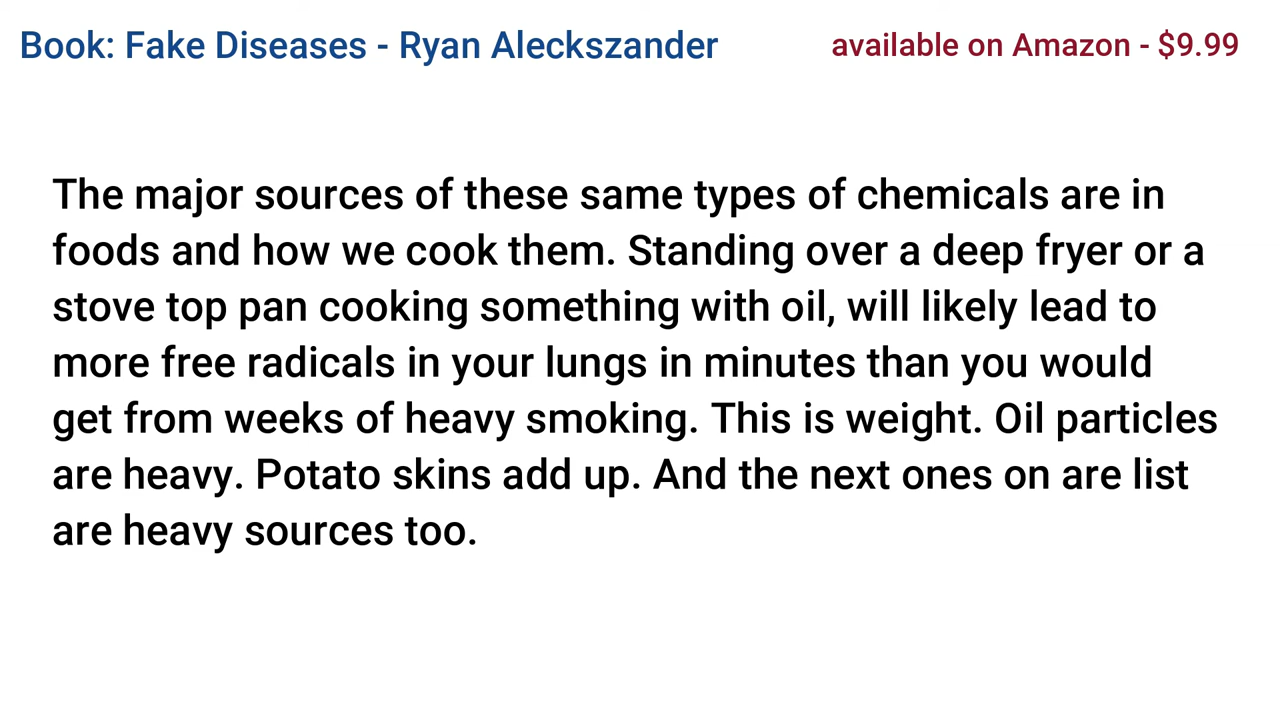 Book: Fake Diseases - Ryan Aleckszander
available on Amazon - $9.99
The major sources of these same types of chemicals are in
foods and how we cook them. Standing over a deep fryer or a
stove top pan cooking something with oil, will likely lead to
more free radicals in your lungs in minutes than you would
get from weeks of heavy smoking. This is weight. Oil particles
are heavy. Potato skins add up. And the next ones on are list
are heavy sources too.